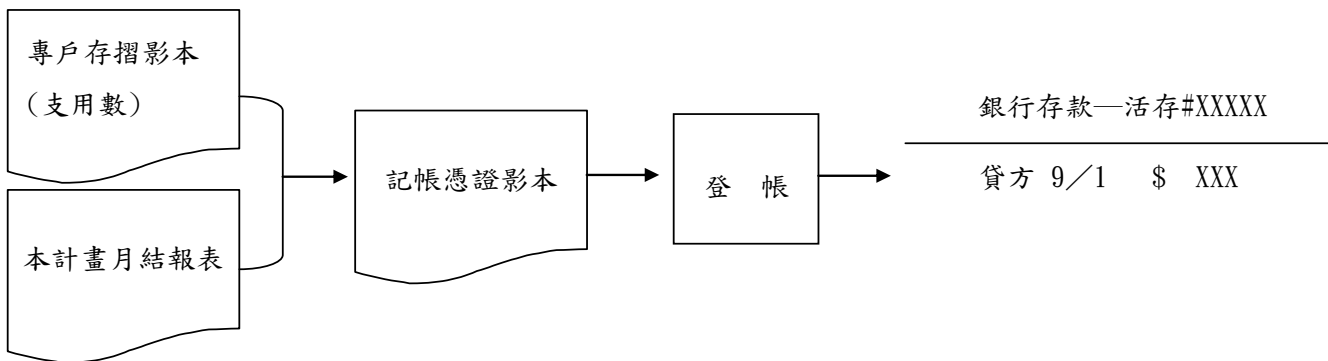 專戶存摺影本
(支用數)
本計畫月結報表
記帳憑證影本
登 帳
銀行存款—活存#XXXXX
貸方 9／1 $ XXX